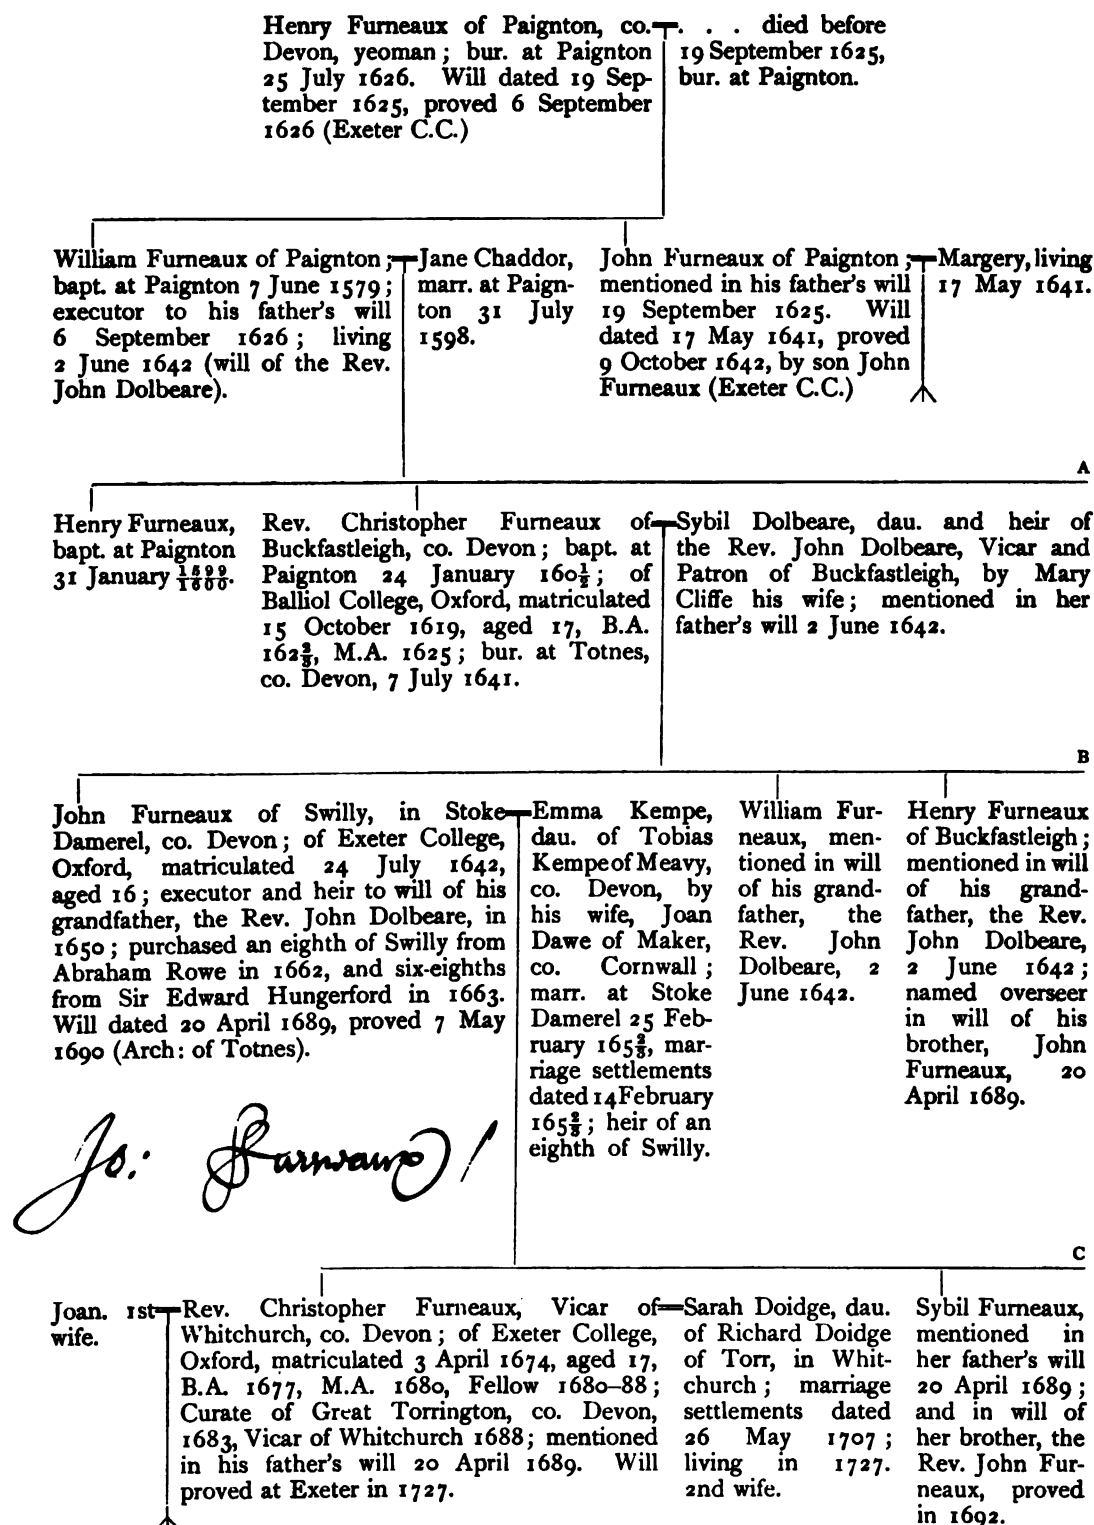 Henry Furneaux of Paignton, co.
Devon, yeoman; bur. at Paignton
25 July 1626. Will dated 19 Sep-
tember 1625, proved 6 September
1626 (Exeter C.C.)
. . . died before
19 September 1625,
bur. at Paignton.
William Furneaux of Paignton;
bapt. at Paignton 7 June 1579;
executor to his father's will
6 September 1626; living
2 June 1642 (will of the Rev.
John Dolbeare).
Jane Chaddor,
marr. at Paign-
ton 31 July
1598.
John Furneaux of Paignton;
mentioned in his father's will
19 September 1625. Will
dated 17 May 1641, proved
9 October 1642, by son John
Furneaux (Exeter C.C.)
Margery, living
17 May 1641.
A
Henry Furneaux,
bapt. at Paignton
31 January 1599/1600.
Rev. Christopher Furneaux of
Buckfastleigh, co. Devon; bapt. at
Paignton 24 January 160½; of
Balliol College, Oxford, matriculated
15 October 1619, aged 17, B.A.
162⅔, M.A. 1625; bur. at Totnes,
co. Devon, 7 July 1641.
Sybil Dolbeare, dau. and heir of
the Rev. John Dolbeare, Vicar and
Patron of Buckfastleigh, by Mary
Cliffe his wife; mentioned in her
father's will 2 June 1642.
B
John Furneaux of Swilly, in Stoke
Damerel, co. Devon; of Exeter College,
Oxford, matriculated 24 July 1642,
aged 16; executor and heir to will of his
grandfather, the Rev. John Dolbeare, in
1650; purchased an eighth of Swilly from
Abraham Rowe in 1662, and six-eighths
from Sir Edward Hungerford in 1663.
Will dated 20 April 1689, proved 7 May
1690 (Arch: of Totnes).
Emma Kempe,
dau. of Tobias
Kempe of Meavy,
co. Devon, by
his wife, Joan
Dawe of Maker,
co. Cornwall;
marr. at Stoke
Damerel 25 Feb-
ruary 165⅔, mar-
riage settlements
dated 14 February
165⅔; heir of an
eighth of Swilly.
William Fur-
neaux, men-
tioned in will
of his grand-
father, the
Rev. John
Dolbeare, 2
June 1642.
Henry Furneaux
of Buckfastleigh;
mentioned in will
of his grand-
father, the Rev.
John Dolbeare,
2 June 1642;
named overseer
in will of his
brother, John
Furneaux, 20
April 1689.
Jo: Furneaux
C
Joan. 1st
wife.
Rev. Christopher Furneaux, Vicar of
Whitchurch, co. Devon; of Exeter College,
Oxford, matriculated 3 April 1674, aged 17,
B.A. 1677, M.A. 1680, Fellow 1680–88;
Curate of Great Torrington, co. Devon,
1683, Vicar of Whitchurch 1688; mentioned
in his father's will 20 April 1689. Will
proved at Exeter in 1727.
Sarah Doidge, dau.
of Richard Doidge
of Torr, in Whit-
church; marriage
settlements dated
26 May 1707;
living in 1727.
2nd wife.
Sybil Furneaux,
mentioned in
her father's will
20 April 1689;
and in will of
her brother, the
Rev. John Fur-
neaux, proved
in 1692.